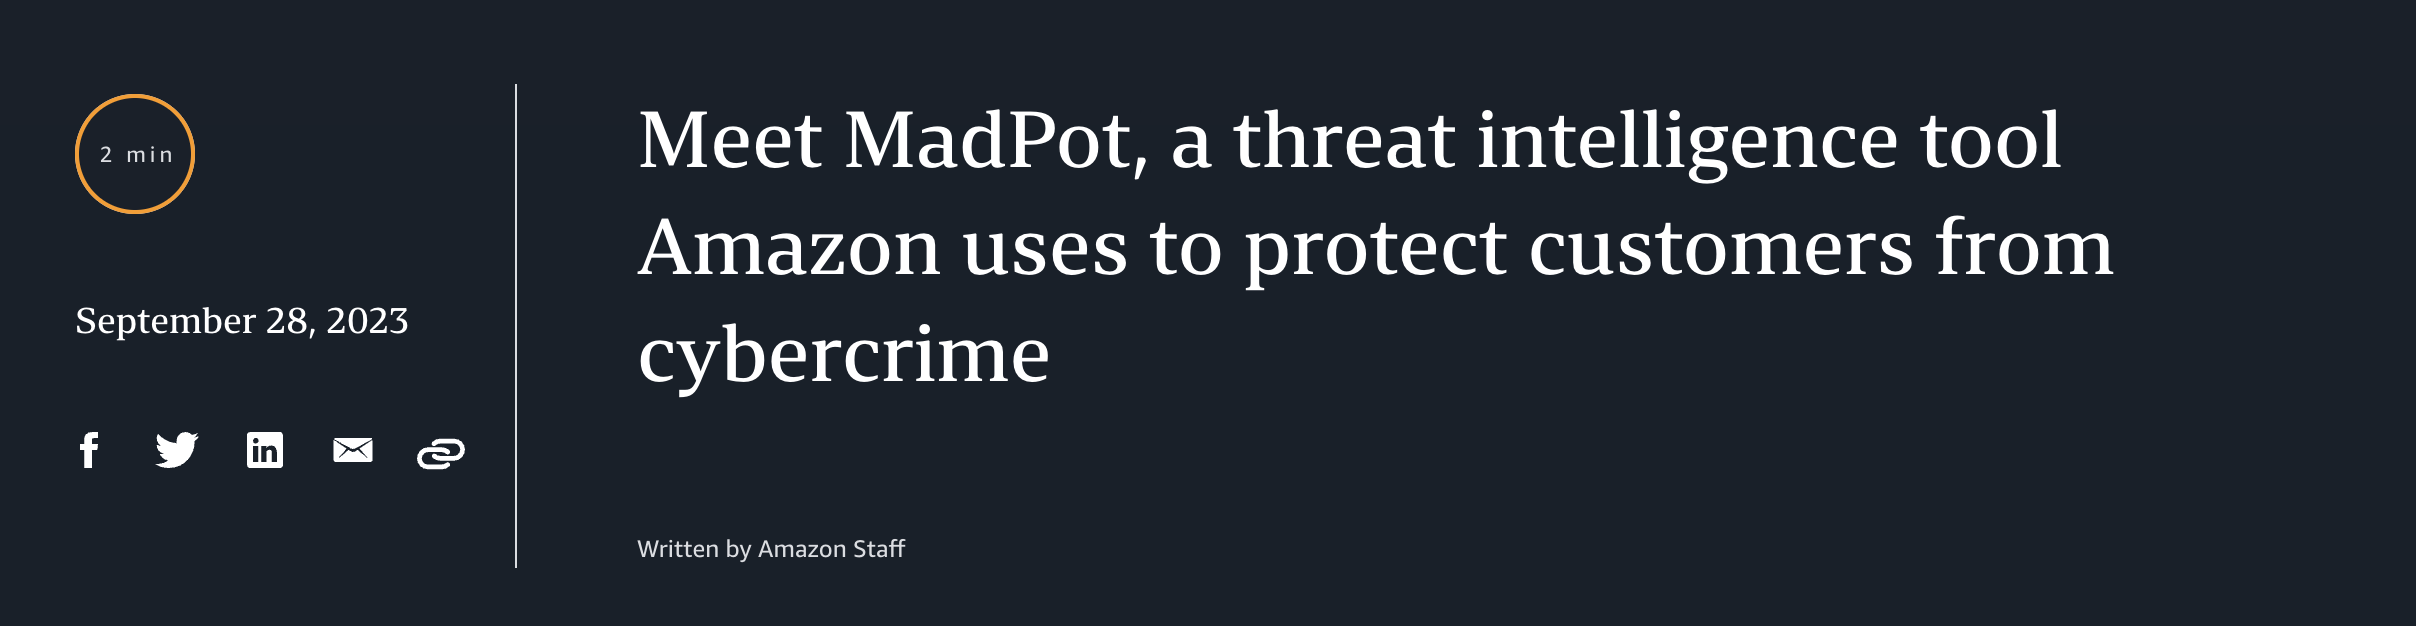 2 min
September 28, 2023
Meet MadPot, a threat intelligence tool
Amazon uses to protect customers from
cybercrime
Written by Amazon Staff